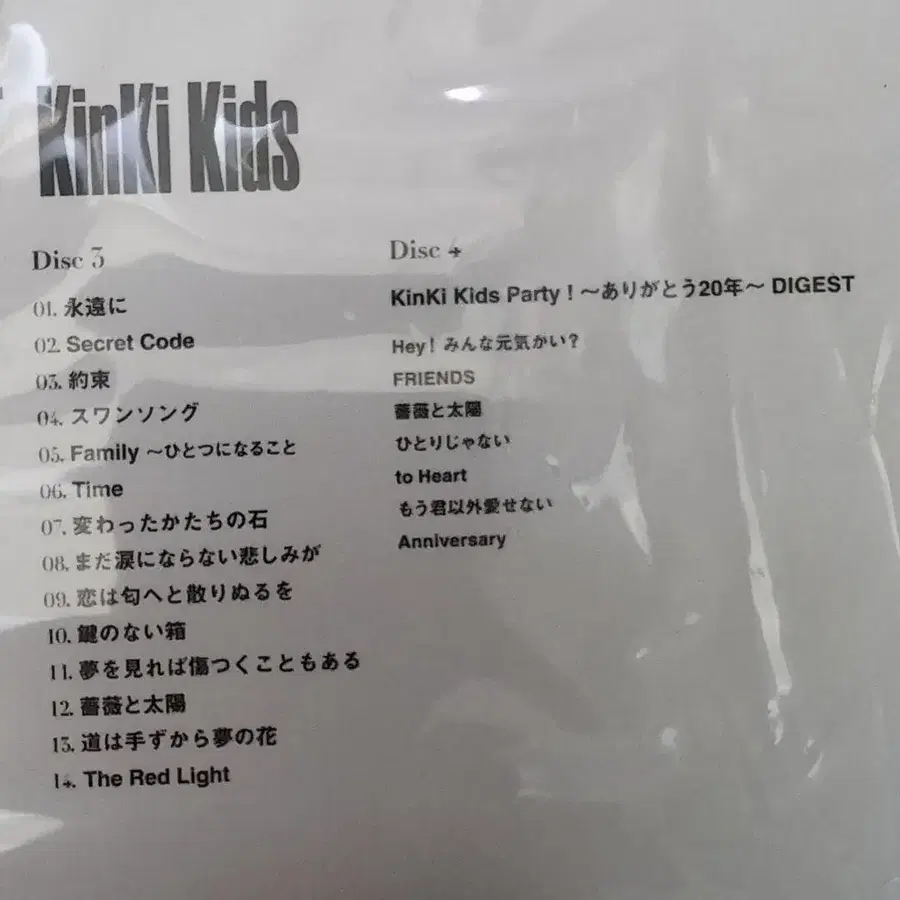 KinKi Kids
Disc 3
01. 永遠に
02. Secret Code
03. 約束
04. スワンソング
05. Family ～ひとつになること
06. Time
07. 変わったかたちの石
08. まだ涙にならない悲しみが
09. 恋は匂へと散りぬるを
10. 鍵のない箱
11. 夢を見れば傷つくこともある
12. 薔薇と太陽
13. 道は手ずから夢の花
14. The Red Light
Disc 4
KinKi Kids Party！～ありがとう20年～ DIGEST
Hey！みんな元気かい？
FRIENDS
薔薇と太陽
ひとりじゃない
to Heart
もう君以外愛せない
Anniversary